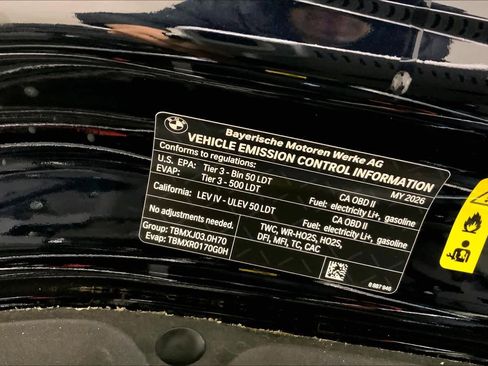 BMW
Bayerische Motoren Werke AG
VEHICLE EMISSION CONTROL INFORMATION
Conforms to regulations: MY 2026
U.S. EPA: Tier 3 - Bin 50 LDT CA OBD II
EVAP: Tier 3 - 500 LDT Fuel: electricity Li+, gasoline
California: LEV IV - ULEV 50 LDT CA OBD II
Fuel: electricity Li+, gasoline
No adjustments needed. TWC, WR-HO2S, HO2S,
Group: TBMXJ03.0H70 DFI, MFI, TC, CAC
Evap: TBMXR0170G0H